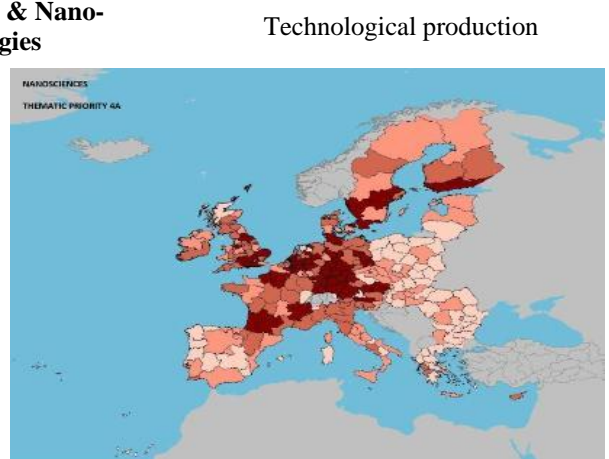 & Nano-
gies
Technological production
NANOSCIENCES
THEMATIC PRIORITY 4A